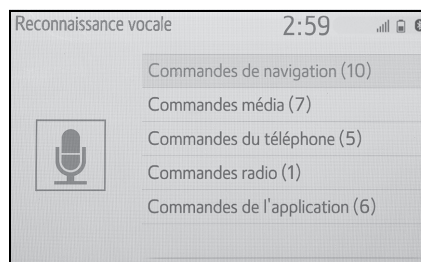 Reconnaissance vocale 2:59
Commandes de navigation (10)
Commandes média (7)
Commandes du téléphone (5)
Commandes radio (1)
Commandes de l'application (6)